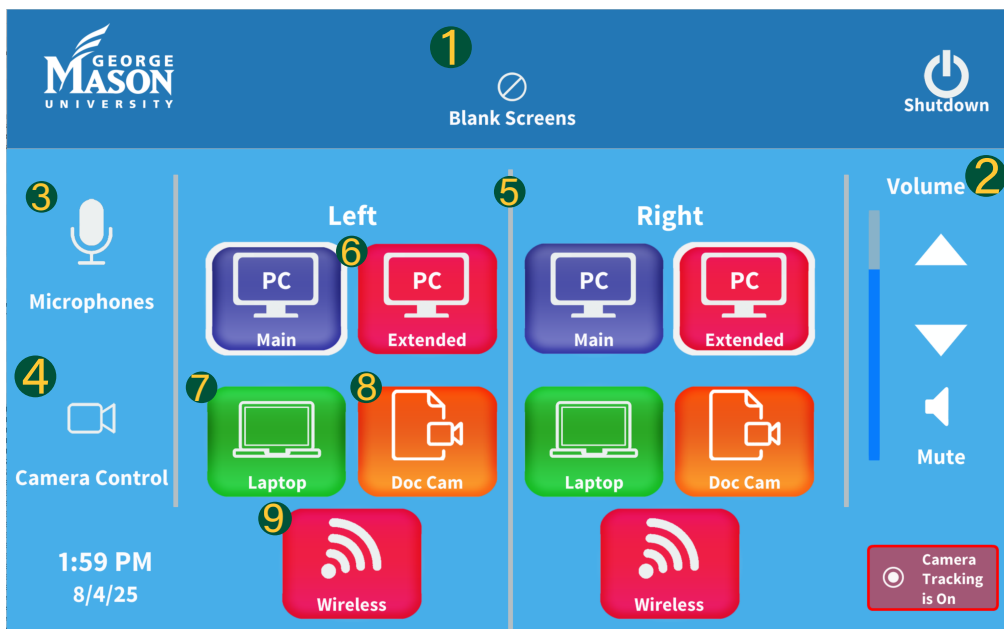 GEORGE
MASON
UNIVERSITY
1
Blank Screens
Shutdown
3
Microphones
4
Camera Control
1:59 PM
8/4/25
5
Left
6
PC
Main
PC
Extended
7
Laptop
8
Doc Cam
9
Wireless
Right
PC
Main
PC
Extended
Laptop
Doc Cam
Wireless
Volume
2
Mute
Camera
Tracking
is On